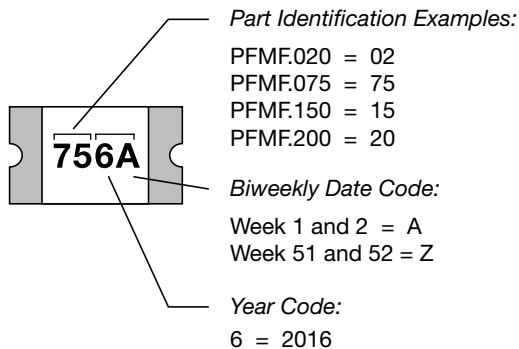 Part Identification Examples:
PFMF.020 = 02
PFMF.075 = 75
PFMF.150 = 15
PFMF.200 = 20
756A
Biweekly Date Code:
Week 1 and 2 = A
Week 51 and 52 = Z
Year Code:
6 = 2016